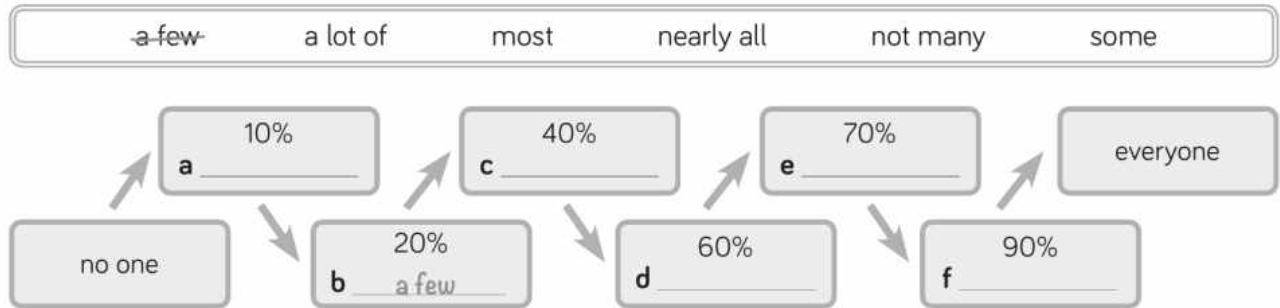 a few a lot of most nearly all not many some
10% 40% 70%
everyone
a c e
20% 60% 90%
no one
b a few d f